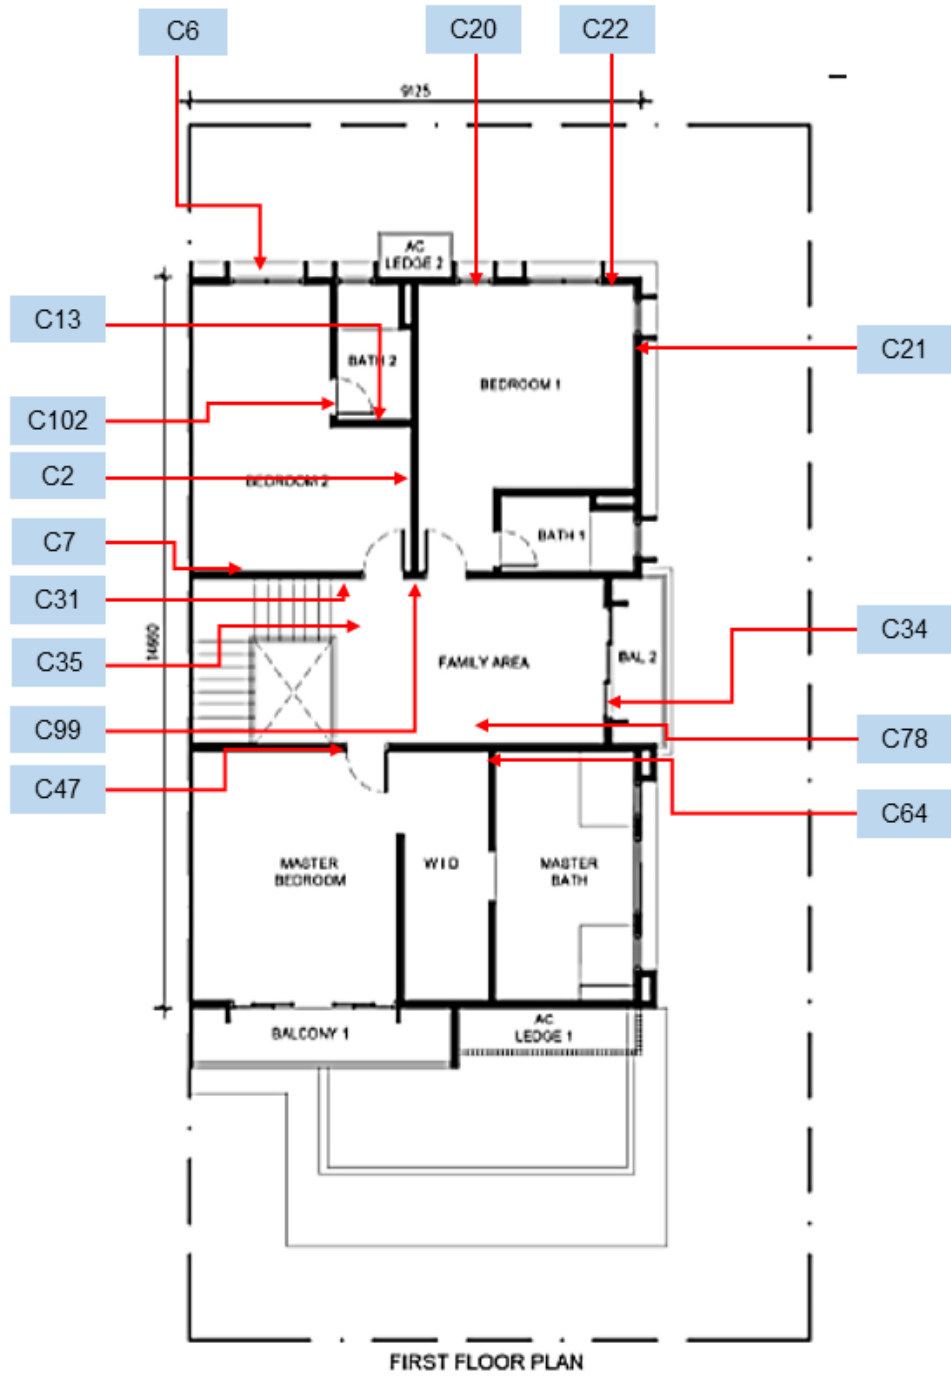 C6
C20
C22
9125
AC
LEDGE 2
C13
BATH 2
C21
BEDROOM 1
C102
C2
BEDROOM 2
C7
BATH 1
C31
C34
C35
14660
FAMILY AREA
BAL 2
C99
C78
C47
C64
MASTER
BEDROOM
W I D
MASTER
BATH
BALCONY 1
AC
LEDGE 1
FIRST FLOOR PLAN